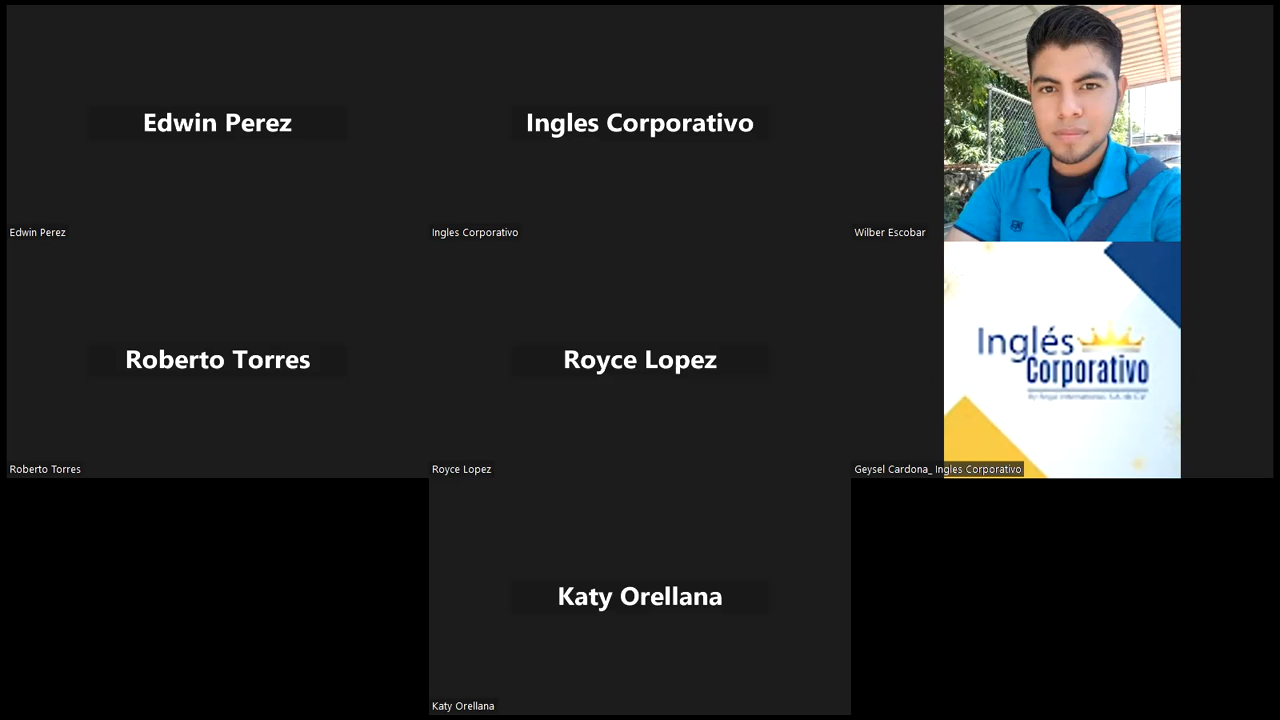 Edwin Perez
Ingles Corporativo
Edwin Perez
Ingles Corporativo
Wilber Escobar
Roberto Torres
Royce Lopez
Inglés
Corporativo
Roberto Torres
Royce Lopez
Geysel Cardona_ Ingles Corporativo
Katy Orellana
Katy Orellana